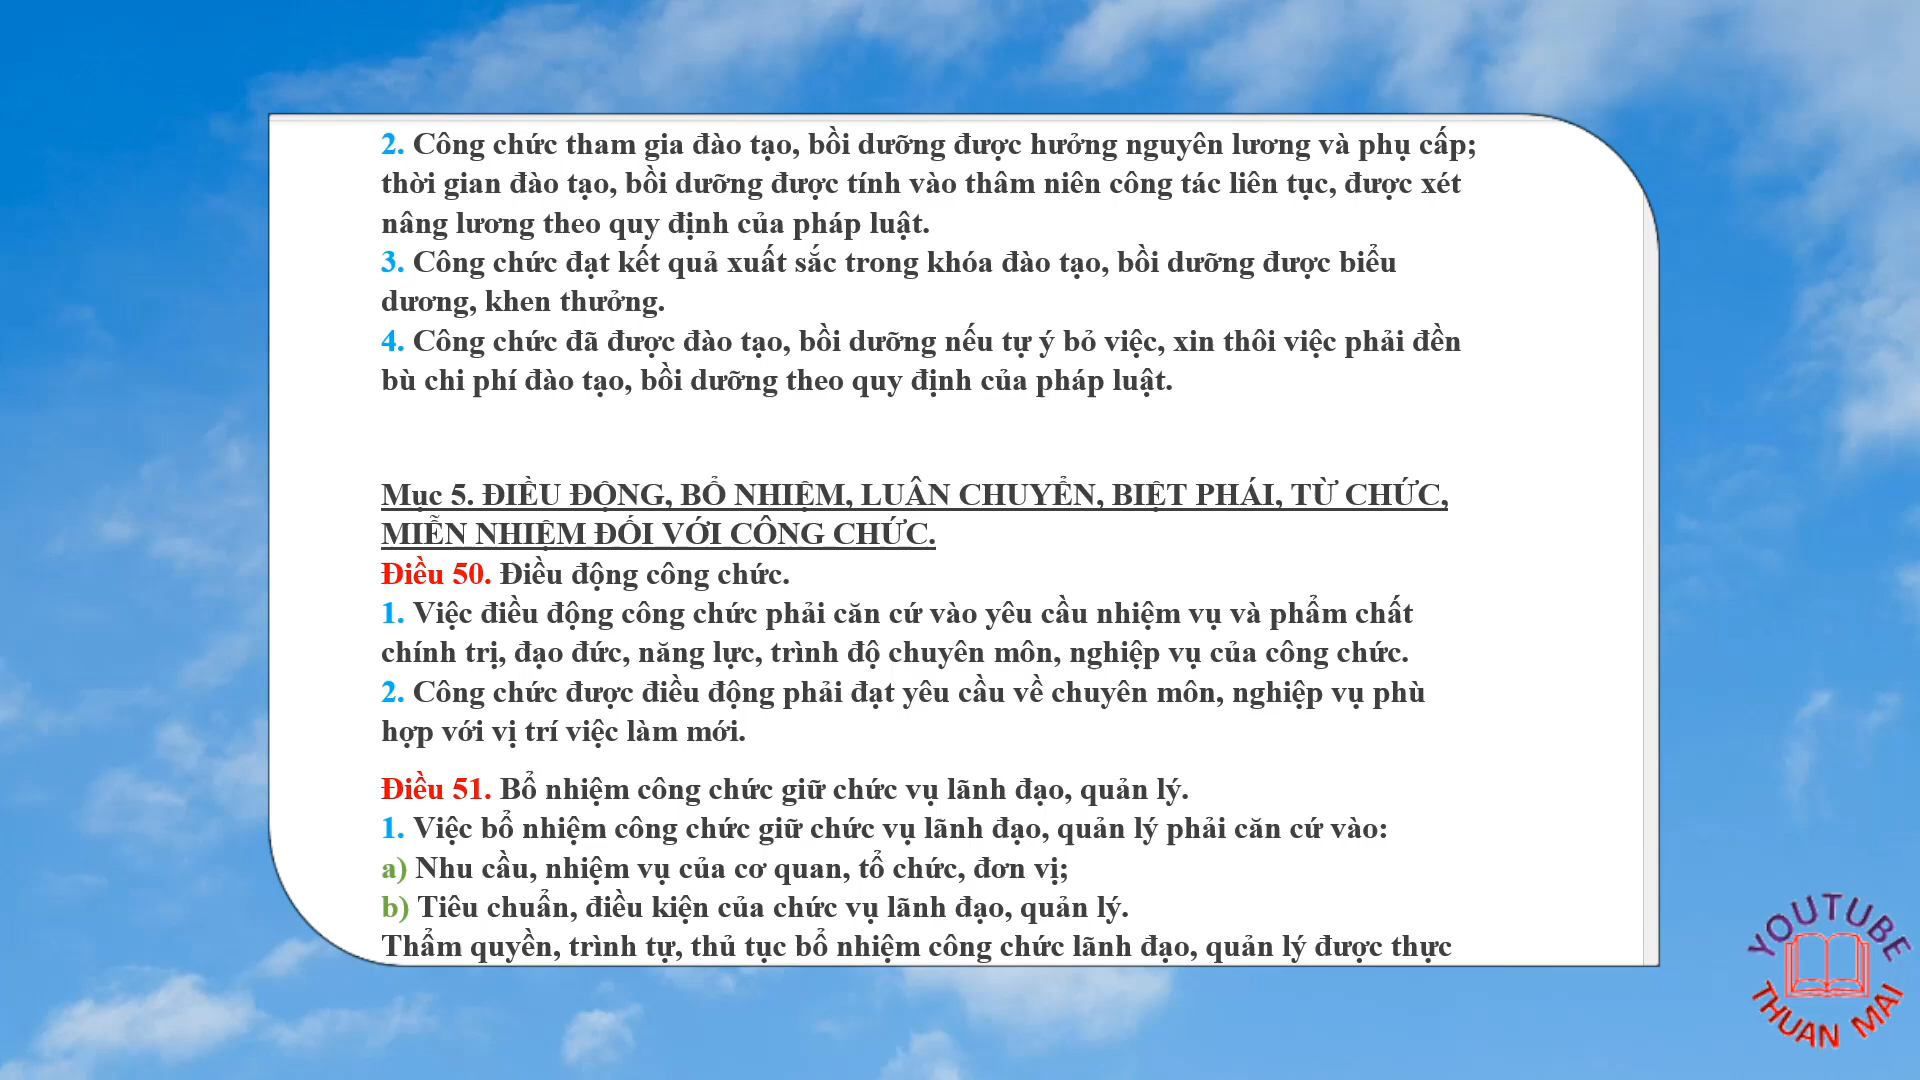 2. Công chức tham gia đào tạo, bồi dưỡng được hưởng nguyên lương và phụ cấp;
thời gian đào tạo, bồi dưỡng được tính vào thâm niên công tác liên tục, được xét
nâng lương theo quy định của pháp luật.
3. Công chức đạt kết quả xuất sắc trong khóa đào tạo, bồi dưỡng được biểu
dương, khen thưởng.
4. Công chức đã được đào tạo, bồi dưỡng nếu tự ý bỏ việc, xin thôi việc phải đền
bù chi phí đào tạo, bồi dưỡng theo quy định của pháp luật.
Mục 5. ĐIỀU ĐỘNG, BỔ NHIỆM, LUÂN CHUYỂN, BIỆT PHÁI, TỪ CHỨC,
MIỄN NHIỆM ĐỐI VỚI CÔNG CHỨC.
Điều 50. Điều động công chức.
1. Việc điều động công chức phải căn cứ vào yêu cầu nhiệm vụ và phẩm chất
chính trị, đạo đức, năng lực, trình độ chuyên môn, nghiệp vụ của công chức.
2. Công chức được điều động phải đạt yêu cầu về chuyên môn, nghiệp vụ phù
hợp với vị trí việc làm mới.
Điều 51. Bổ nhiệm công chức giữ chức vụ lãnh đạo, quản lý.
1. Việc bổ nhiệm công chức giữ chức vụ lãnh đạo, quản lý phải căn cứ vào:
a) Nhu cầu, nhiệm vụ của cơ quan, tổ chức, đơn vị;
b) Tiêu chuẩn, điều kiện của chức vụ lãnh đạo, quản lý.
Thẩm quyền, trình tự, thủ tục bổ nhiệm công chức lãnh đạo, quản lý được thực
YOUTUBE
THUAN MAI